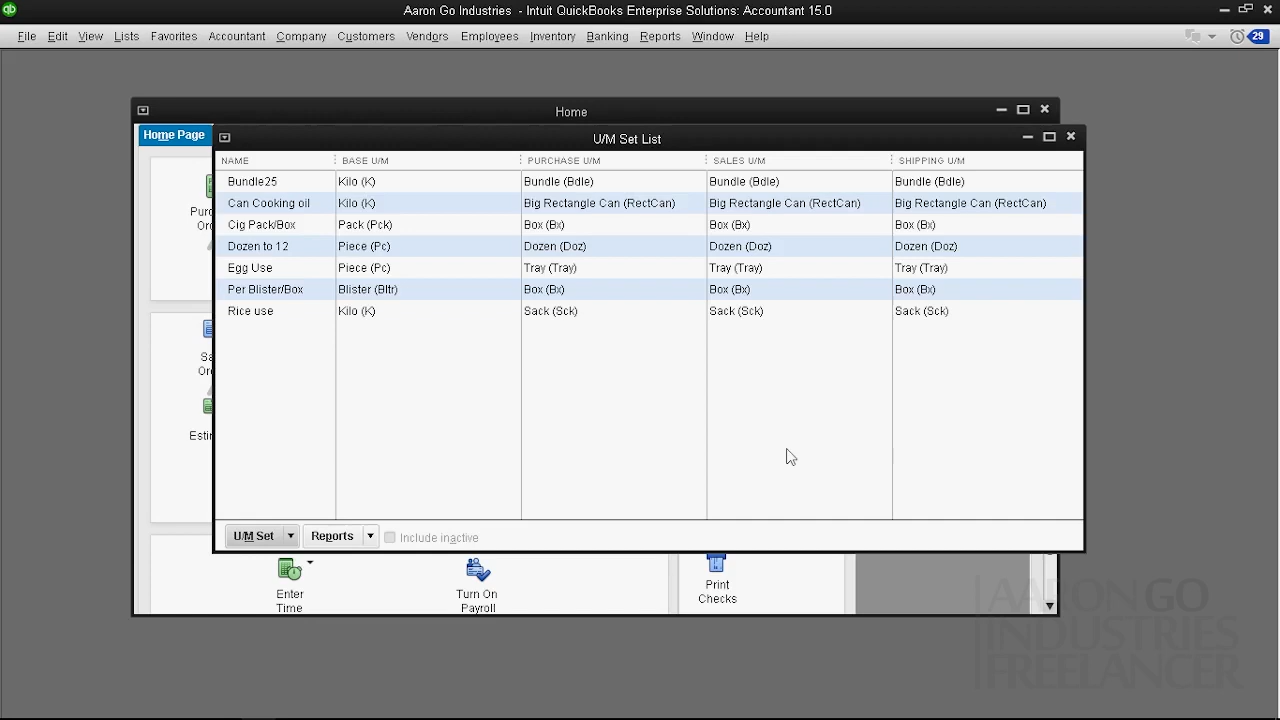 qb
Aaron Go Industries - Intuit QuickBooks Enterprise Solutions: Accountant 15.0
File Edit View Lists Favorites Accountant Company Customers Vendors Employees Inventory Banking Reports Window Help 29
Home
Home Page
U/M Set List
NAME BASE U/M PURCHASE U/M SALES U/M SHIPPING U/M
Bundle25 Kilo (K) Bundle (Bdle) Bundle (Bdle) Bundle (Bdle)
Can Cooking oil Kilo (K) Big Rectangle Can (RectCan) Big Rectangle Can (RectCan) Big Rectangle Can (RectCan)
Cig Pack/Box Pack (Pck) Box (Bx) Box (Bx) Box (Bx)
Dozen to 12 Piece (Pc) Dozen (Doz) Dozen (Doz) Dozen (Doz)
Egg Use Piece (Pc) Tray (Tray) Tray (Tray) Tray (Tray)
Per Blister/Box Blister (Bltr) Box (Bx) Box (Bx) Box (Bx)
Rice use Kilo (K) Sack (Sck) Sack (Sck) Sack (Sck)
U/M Set Reports Include inactive
Enter
Time
Turn On
Payroll
Print
Checks
AARON GO
INDUSTRIES
FREELANCER